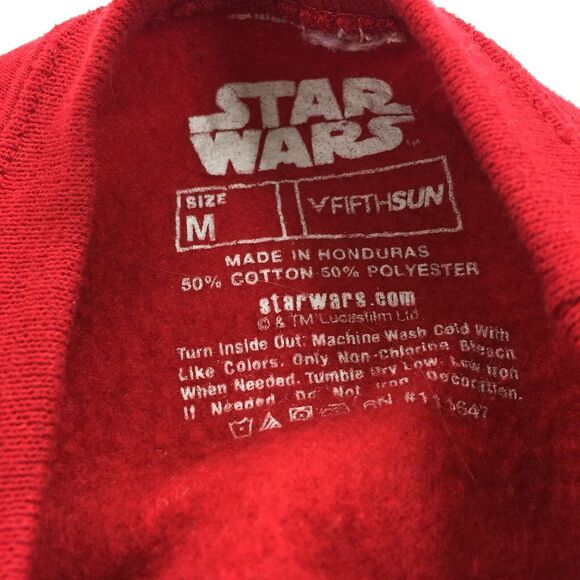 STAR
WARS
SIZE
M
FIFTHSUN
MADE IN HONDURAS
50% COTTON 50% POLYESTER
starwars.com
© & TM Lucasfilm Ltd.
Turn Inside Out. Machine Wash Cold With
Like Colors. Only Non-Chlorine Bleach
When Needed. Tumble Dry Low. Low Iron
If Needed. Do Not Iron Decoration.
RN